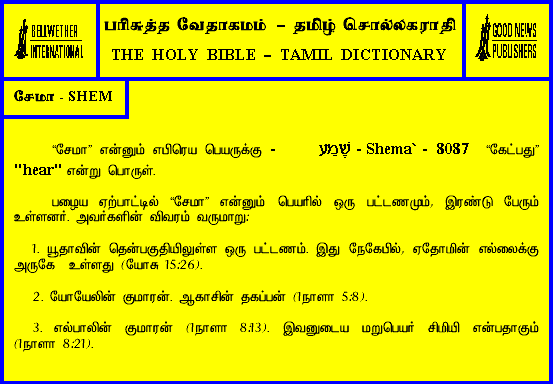 BELLWETHER
INTERNATIONAL
பரிசுத்த வேதாகமம் – தமிழ் சொல்லகராதி
THE HOLY BIBLE – TAMIL DICTIONARY
GOOD NEWS
PUBLISHERS
சேமா - SHEM
“சேமா” என்னும் எபிரெய பெயருக்கு - שֶׁמַע - Shema` - 8087 “கேட்பது”
"hear" என்று பொருள்.
பழைய ஏற்பாட்டில் “சேமா” என்னும் பெயரில் ஒரு பட்டணமும், இரண்டு பேரும்
உள்ளனர். அவர்களின் விவரம் வருமாறு:
1. யூதாவின் தென்பகுதியிலுள்ள ஒரு பட்டணம். இது நேகேபில், ஏதோமின் எல்லைக்கு
அருகே உள்ளது (யோசு 15:26).
2. யோயேலின் குமாரன். ஆகாசின் தகப்பன் (1நாளா 5:8).
3. எல்பாலின் குமாரன் (1நாளா 8:13). இவனுடைய மறுபெயர் சிமியி என்பதாகும்
(1நாளா 8:21).